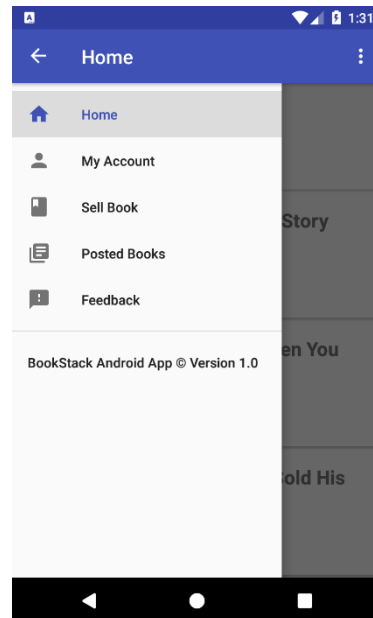 A
1:31
Home
Home
My Account
Sell Book
Story
Posted Books
Feedback
en You
BookStack Android App © Version 1.0
old His